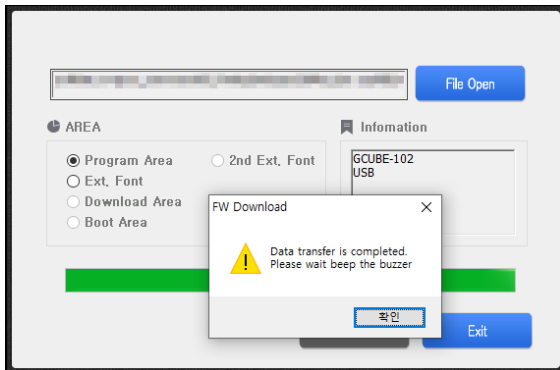 File Open
AREA
Program Area
2nd Ext. Font
Ext. Font
Download Area
Boot Area
Infomation
GCUBE-102
USB
FW Download
Data transfer is completed.
Please wait beep the buzzer
확인
Exit